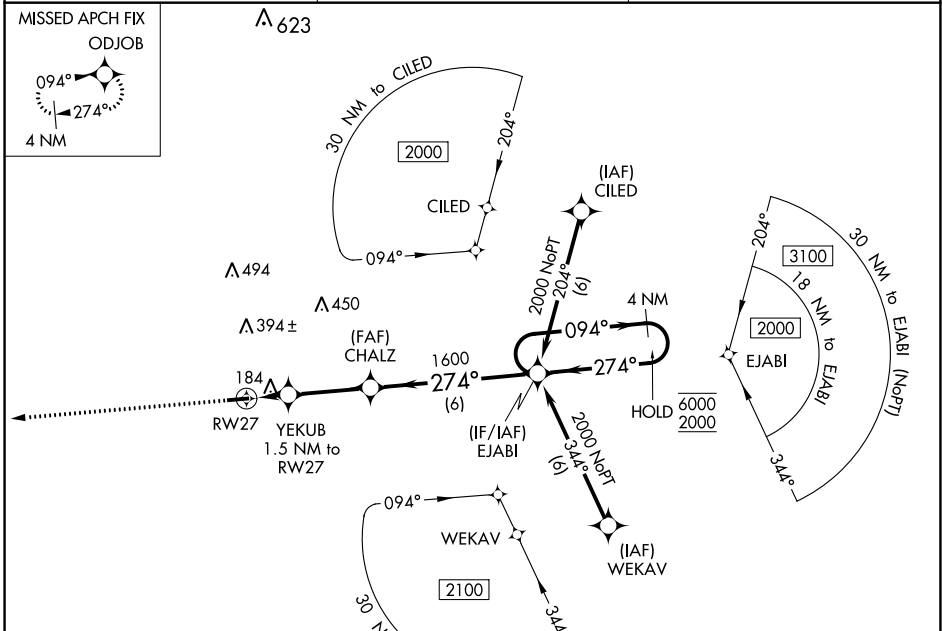 MISSED APCH FIX
ODJOB
094°
274°
4 NM
623
30 NM to CILED
2000
204°
CILED
094°
(IAF)
CILED
2000 NoPT
204°
(6)
204°
3100
30 NM to EJABI (NoPT)
18 NM to EJABI
2000
EJABI
344°
494
450
394 ±
(FAF)
CHALZ
1600
274°
(6)
4 NM
094°
274°
HOLD
6000
2000
184
RW27
YEKUB
1.5 NM to
RW27
(IF/IAF)
EJABI
2000 NoPT
344°
(6)
(IAF)
WEKAV
094°
WEKAV
2100
344°
30 N